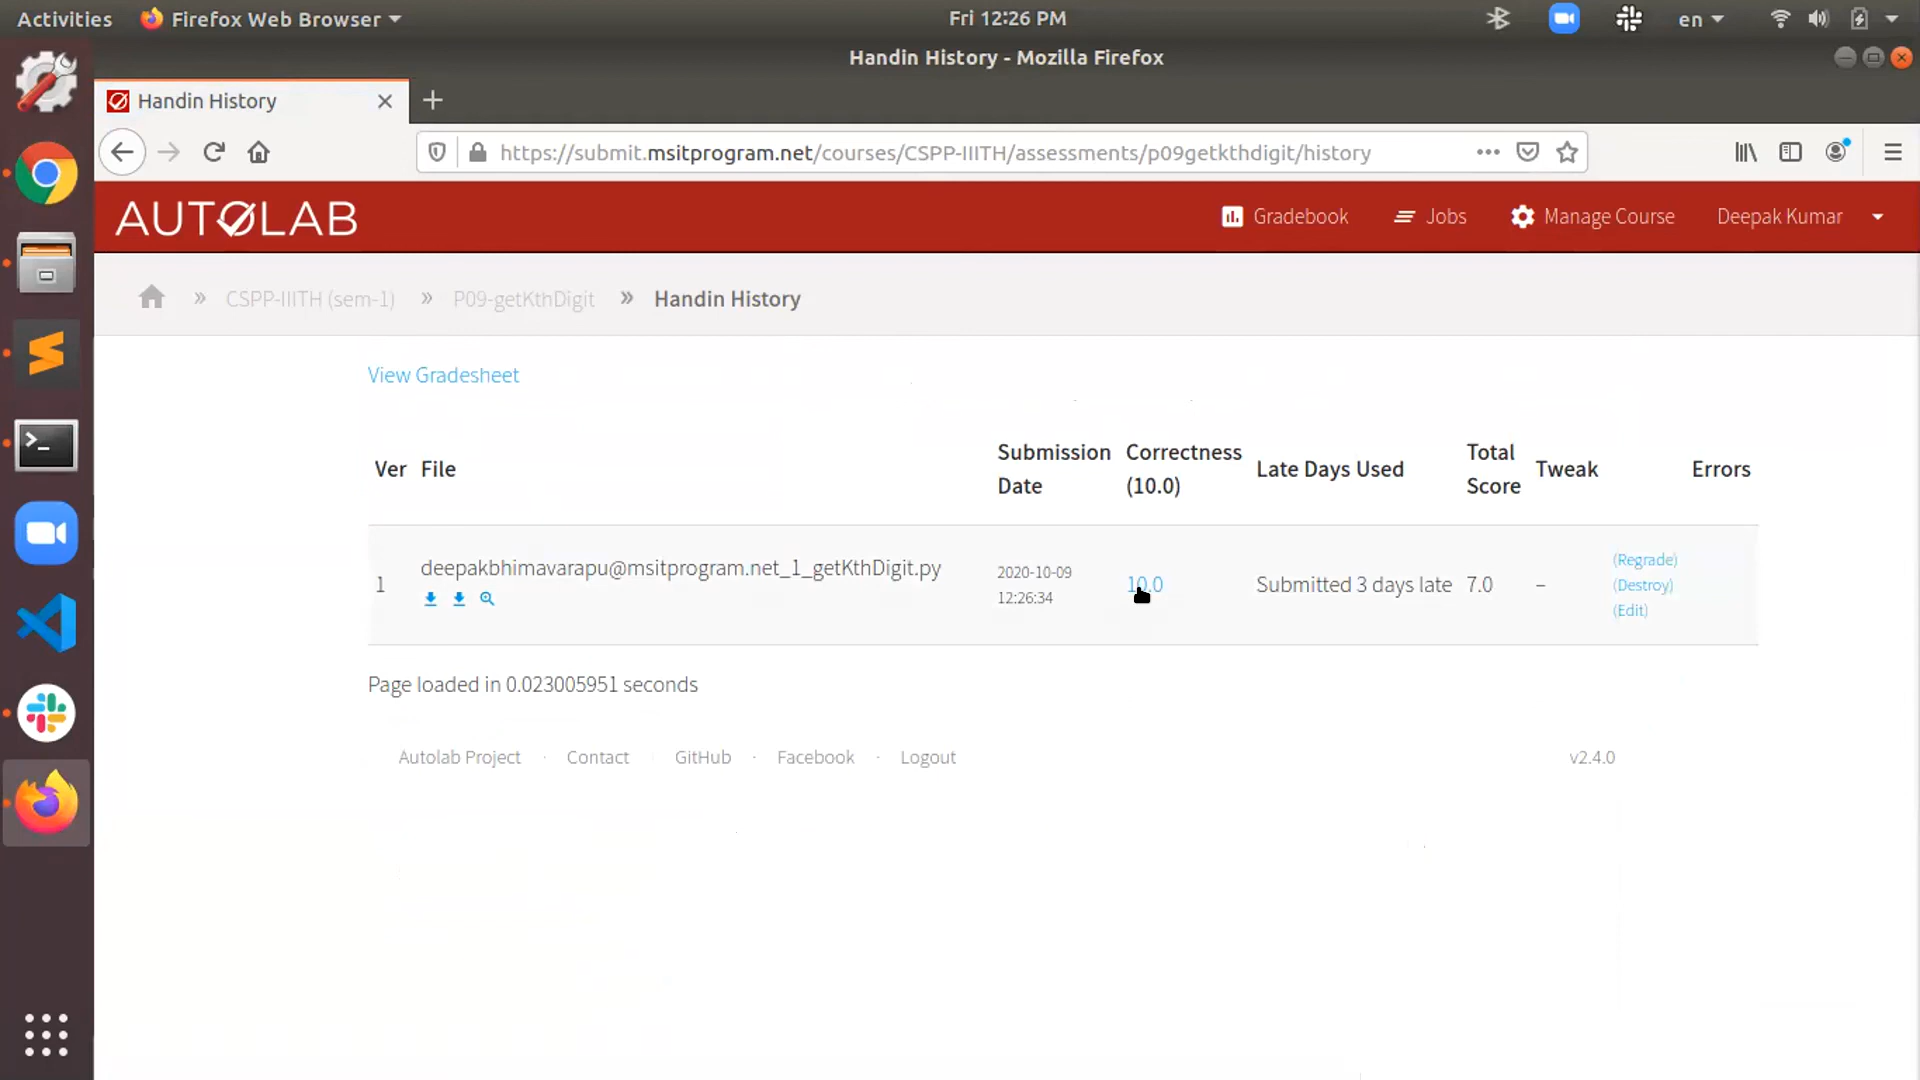 Activities Firefox Web Browser Fri 12:26 PM en
Handin History - Mozilla Firefox
Handin History
https://submit.msitprogram.net/courses/CSPP-IIITH/assessments/p09getkthdigit/history
AUTOLAB Gradebook Jobs Manage Course Deepak Kumar
» CSPP-IIITH (sem-1) » P09-getKthDigit » Handin History
View Gradesheet
Ver File Submission Date Correctness (10.0) Late Days Used Total Score Tweak Errors
1 deepakbhimavarapu@msitprogram.net_1_getKthDigit.py 2020-10-09 12:26:34 10.0 Submitted 3 days late 7.0 – (Regrade)
(Destroy)
(Edit)
Page loaded in 0.023005951 seconds
Autolab Project · Contact · GitHub · Facebook · Logout v2.4.0